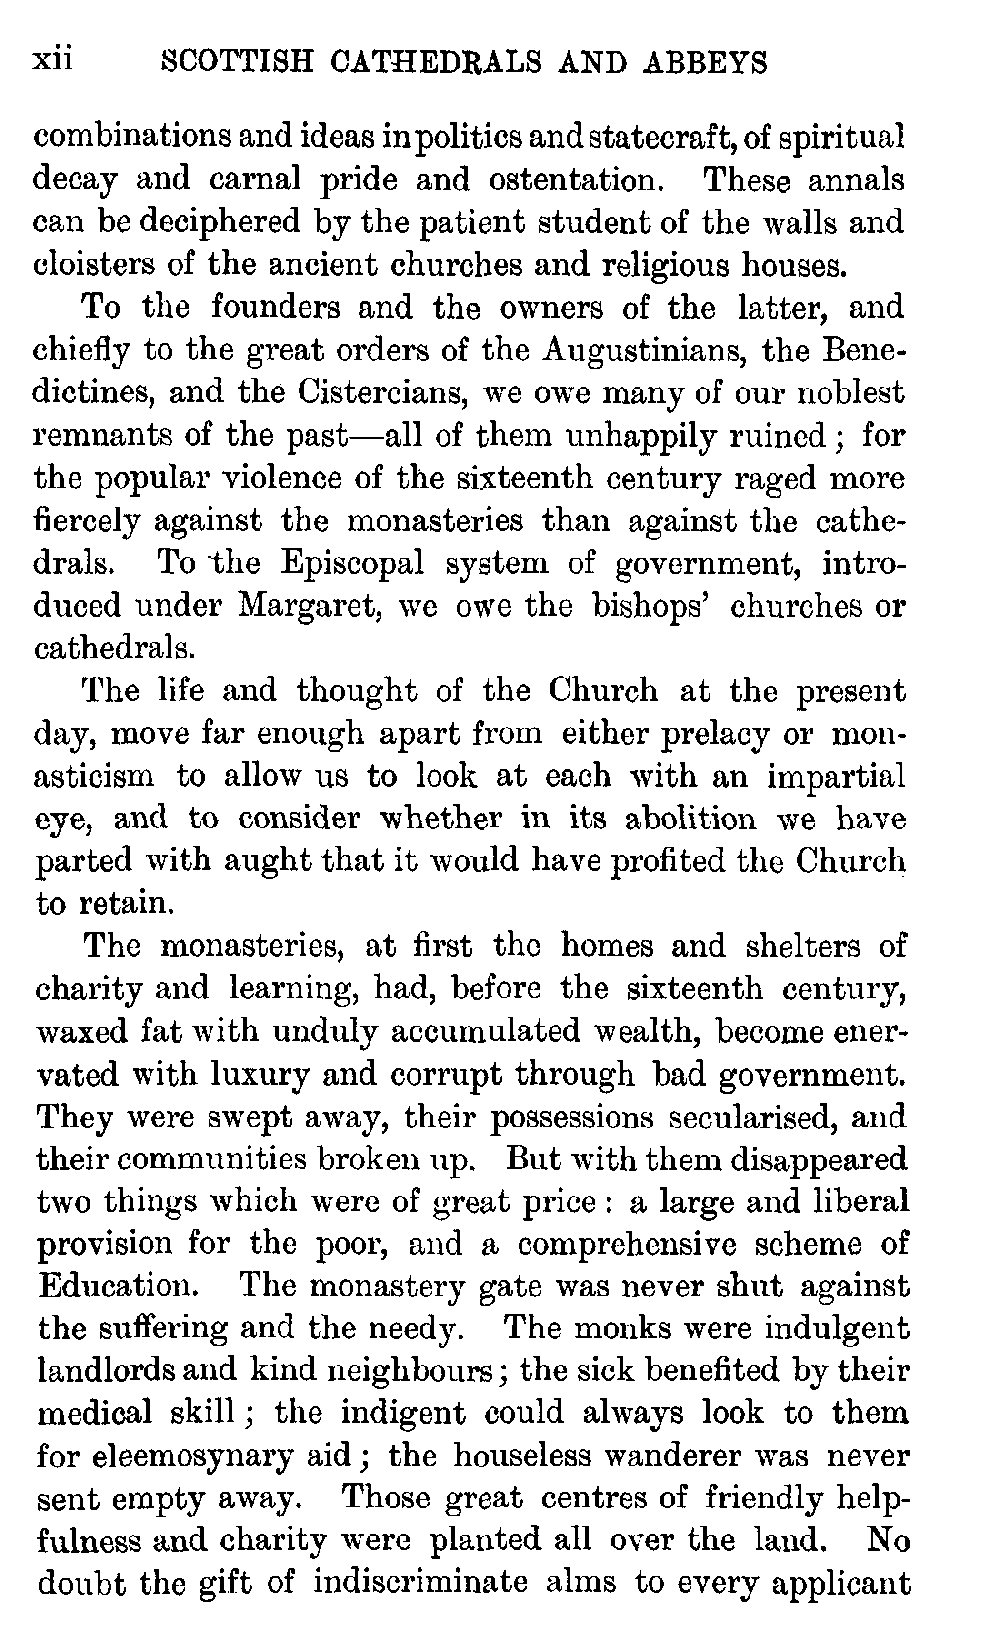 xii SCOTTISH CATHEDRALS AND ABBEYS
combinations and ideas in politics and statecraft, of spiritual
decay and carnal pride and ostentation. These annals
can be deciphered by the patient student of the walls and
cloisters of the ancient churches and religious houses.
To the founders and the owners of the latter, and
chiefly to the great orders of the Augustinians, the Bene-
dictines, and the Cistercians, we owe many of our noblest
remnants of the past—all of them unhappily ruined ; for
the popular violence of the sixteenth century raged more
fiercely against the monasteries than against the cathe-
drals. To the Episcopal system of government, intro-
duced under Margaret, we owe the bishops’ churches or
cathedrals.
The life and thought of the Church at the present
day, move far enough apart from either prelacy or mon-
asticism to allow us to look at each with an impartial
eye, and to consider whether in its abolition we have
parted with aught that it would have profited the Church
to retain.
The monasteries, at first the homes and shelters of
charity and learning, had, before the sixteenth century,
waxed fat with unduly accumulated wealth, become ener-
vated with luxury and corrupt through bad government.
They were swept away, their possessions secularised, and
their communities broken up. But with them disappeared
two things which were of great price : a large and liberal
provision for the poor, and a comprehensive scheme of
Education. The monastery gate was never shut against
the suffering and the needy. The monks were indulgent
landlords and kind neighbours ; the sick benefited by their
medical skill ; the indigent could always look to them
for eleemosynary aid ; the houseless wanderer was never
sent empty away. Those great centres of friendly help-
fulness and charity were planted all over the land. No
doubt the gift of indiscriminate alms to every applicant